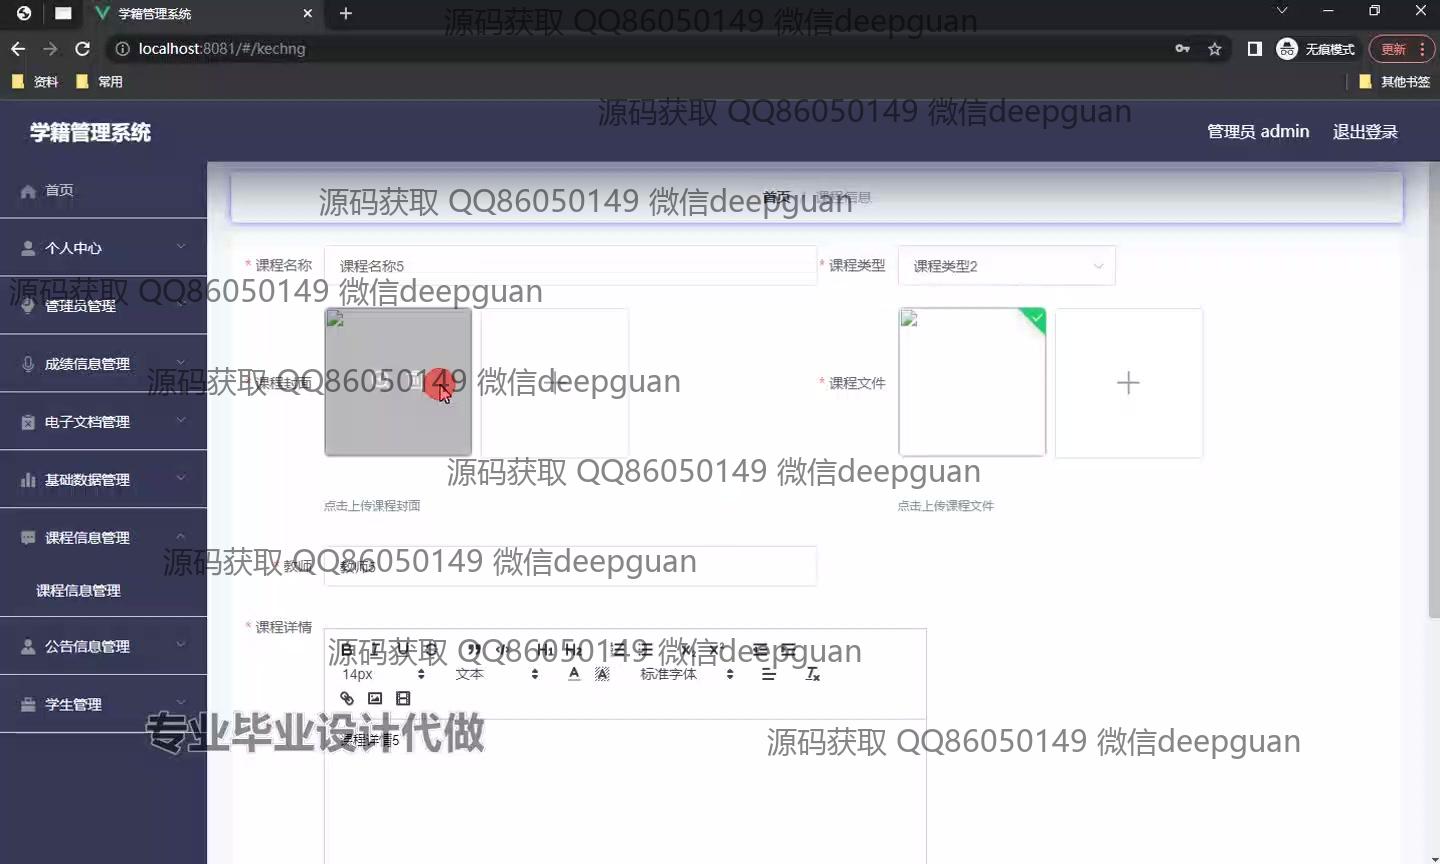 学籍管理系统
源码获取 QQ86050149 微信deepguan
localhost:8081/#/kechng
无痕模式
更新
资料
常用
其他书签
源码获取 QQ86050149 微信deepguan
学籍管理系统
管理员 admin
退出登录
首页
源码获取 QQ86050149 微信deepguan
首页
课程信息
个人中心
* 课程名称
课程名称5
* 课程类型
课程类型2
源码获取 QQ86050149 微信deepguan
管理员管理
成绩信息管理
源码获取 QQ86050149 微信deepguan
* 课程封面
* 课程文件
电子文档管理
源码获取 QQ86050149 微信deepguan
基础数据管理
点击上传课程封面
点击上传课程文件
课程信息管理
源码获取 QQ86050149 微信deepguan
* 教师
教师5
课程信息管理
* 课程详情
公告信息管理
源码获取 QQ86050149 微信deepguan
B I U H1 H2
14px
文本
标准字体
学生管理
专业毕业设计代做
课程详情5
源码获取 QQ86050149 微信deepguan